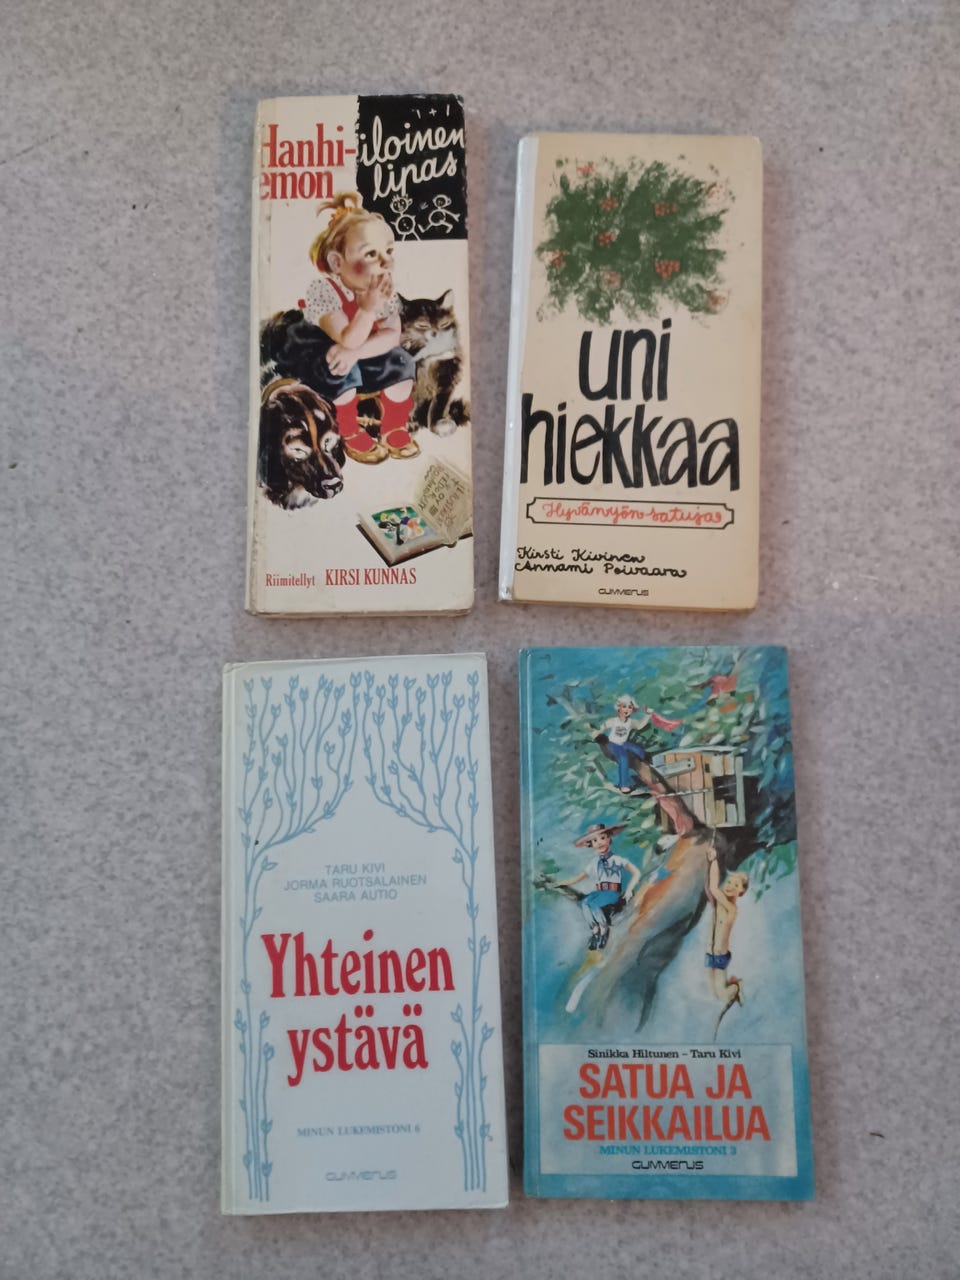 Hanhi-
emon
iloinen
lipas
Riimitellyt KIRSI KUNNAS
uni
hiekkaa
Hyvänyön satuja
Kirsti Kivinen
Annami Poivaara
GUMMERUS
TARU KIVI
JORMA RUOTSALAINEN
SAARA AUTIO
Yhteinen
ystävä
MINUN LUKEMISTONI 6
GUMMERUS
Sinikka Hiltunen – Taru Kivi
SATUA JA
SEIKKAILUA
MINUN LUKEMISTONI 3
GUMMERUS